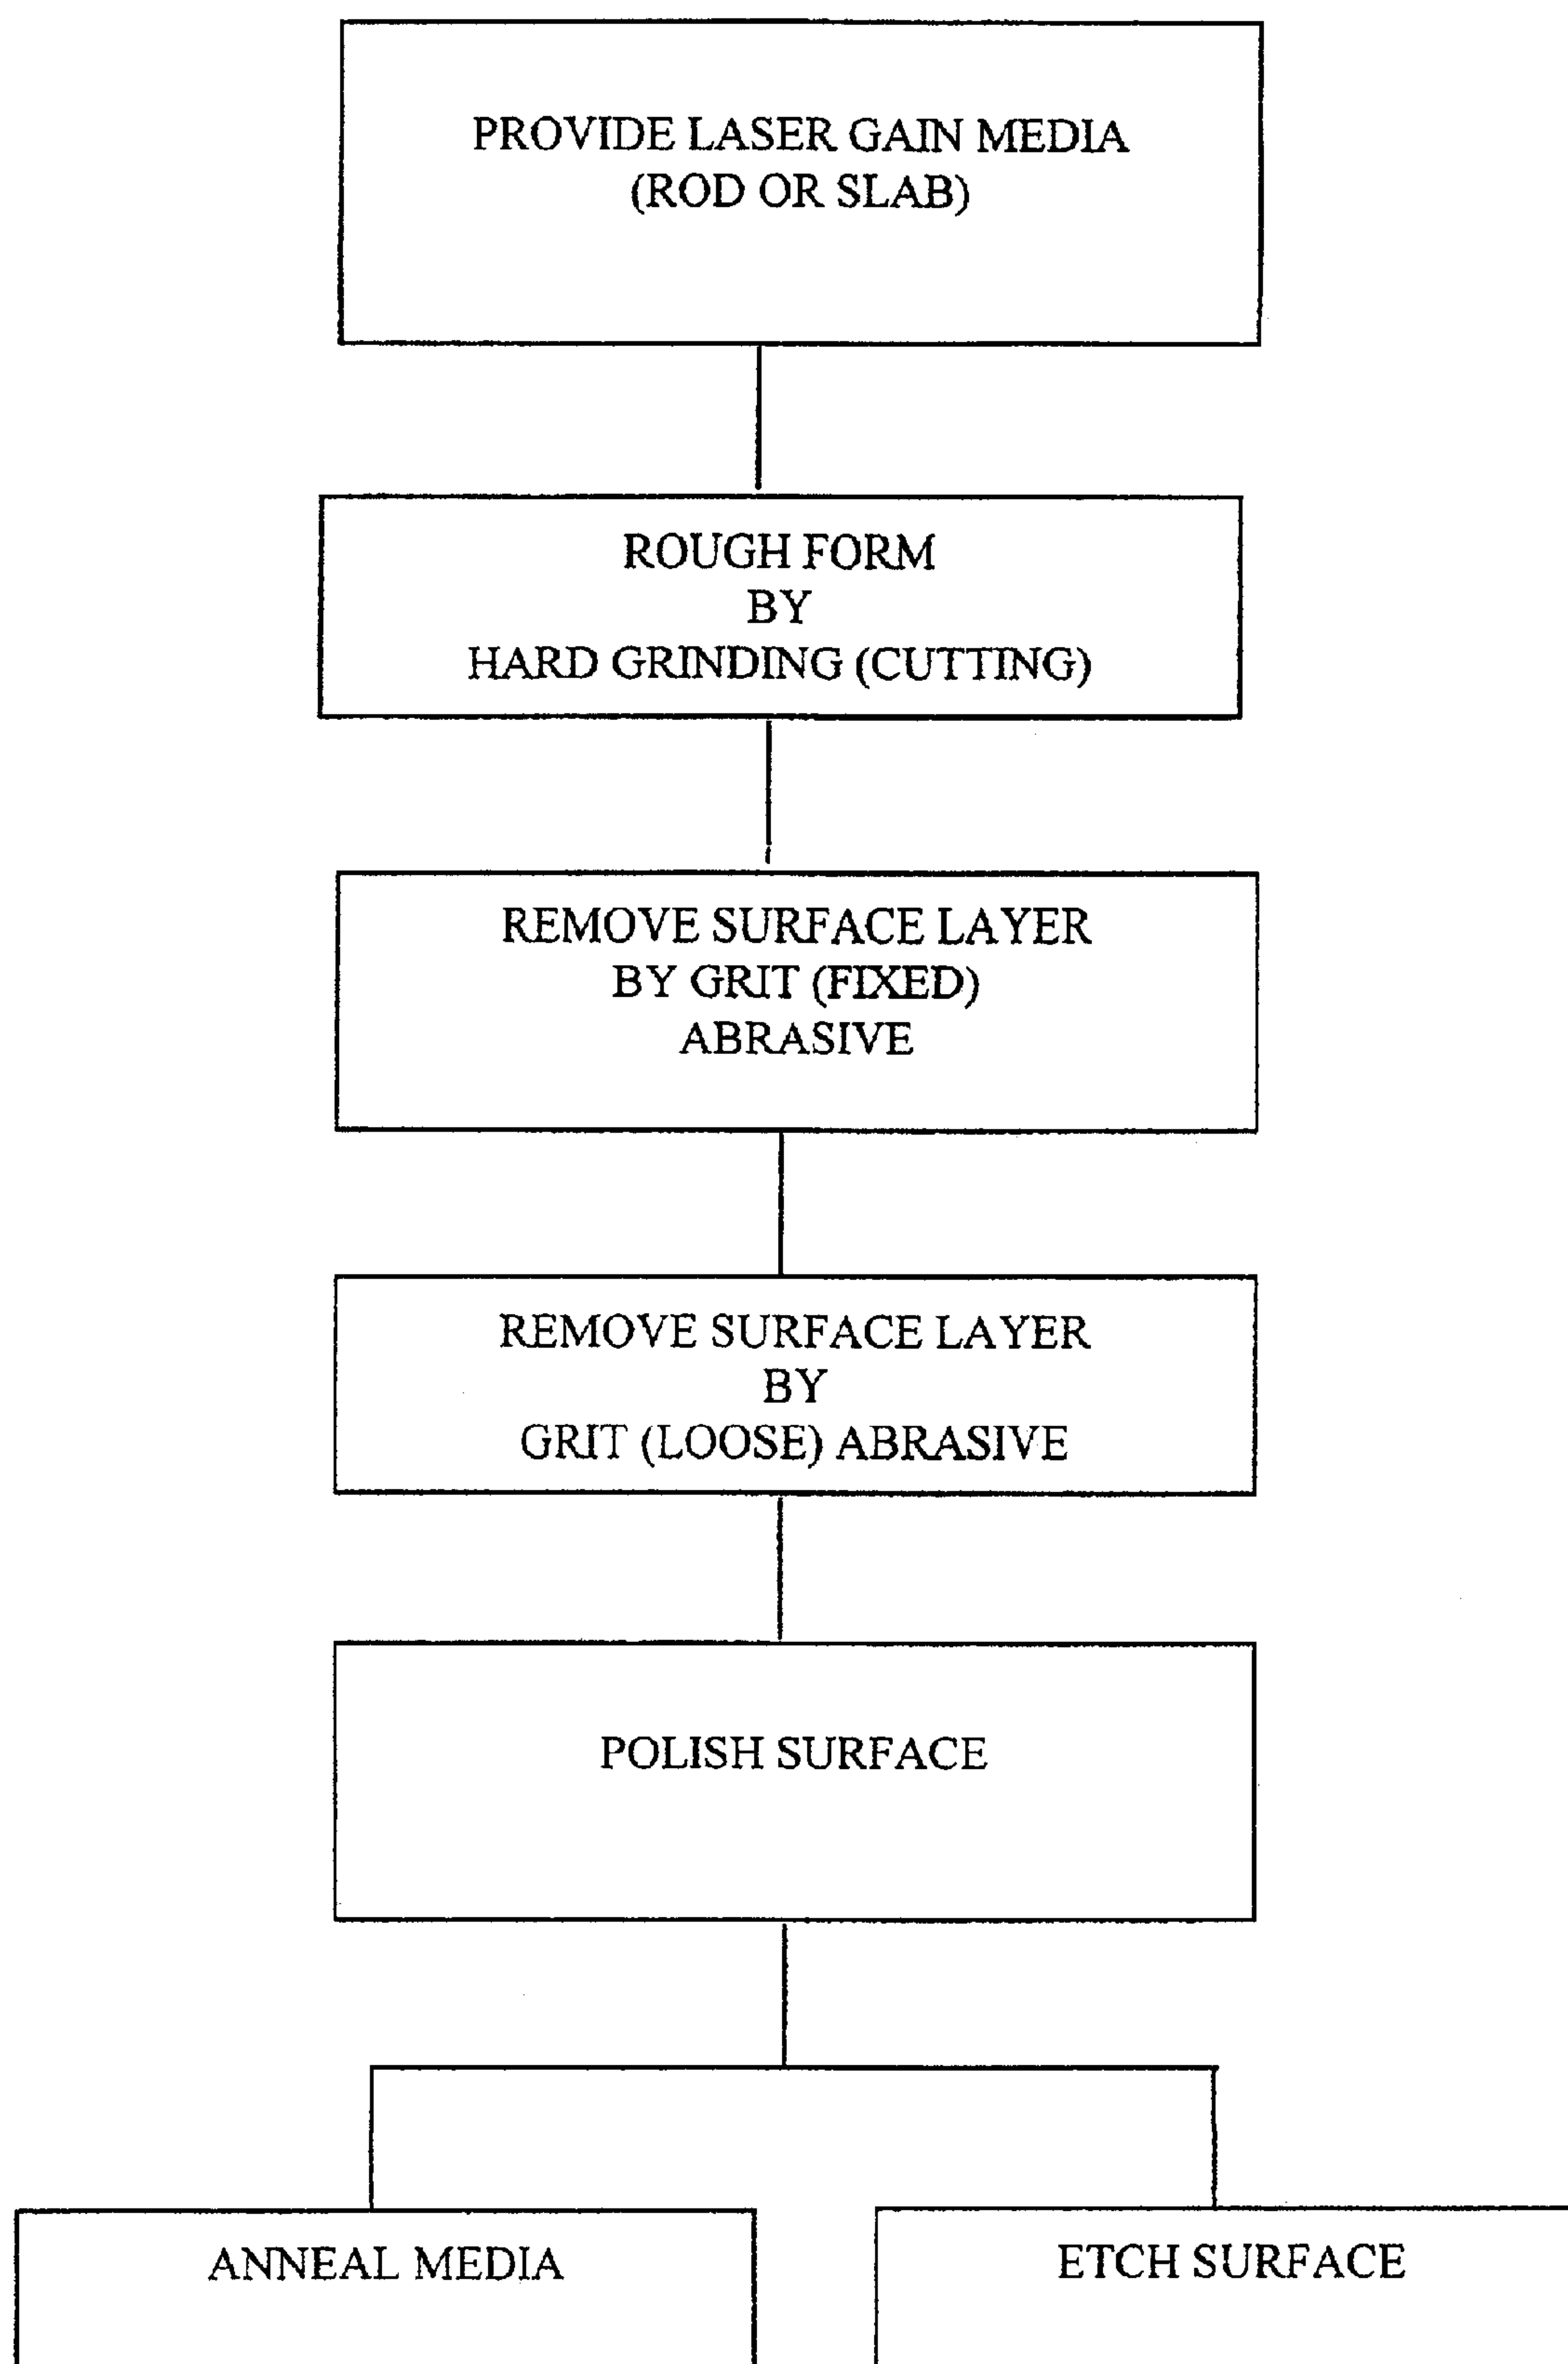 PROVIDE LASER GAIN MEDIA
(ROD OR SLAB)
ROUGH FORM
BY
HARD GRINDING (CUTTING)
REMOVE SURFACE LAYER
BY GRIT (FIXED)
ABRASIVE
REMOVE SURFACE LAYER
BY
GRIT (LOOSE) ABRASIVE
POLISH SURFACE
ANNEAL MEDIA
ETCH SURFACE